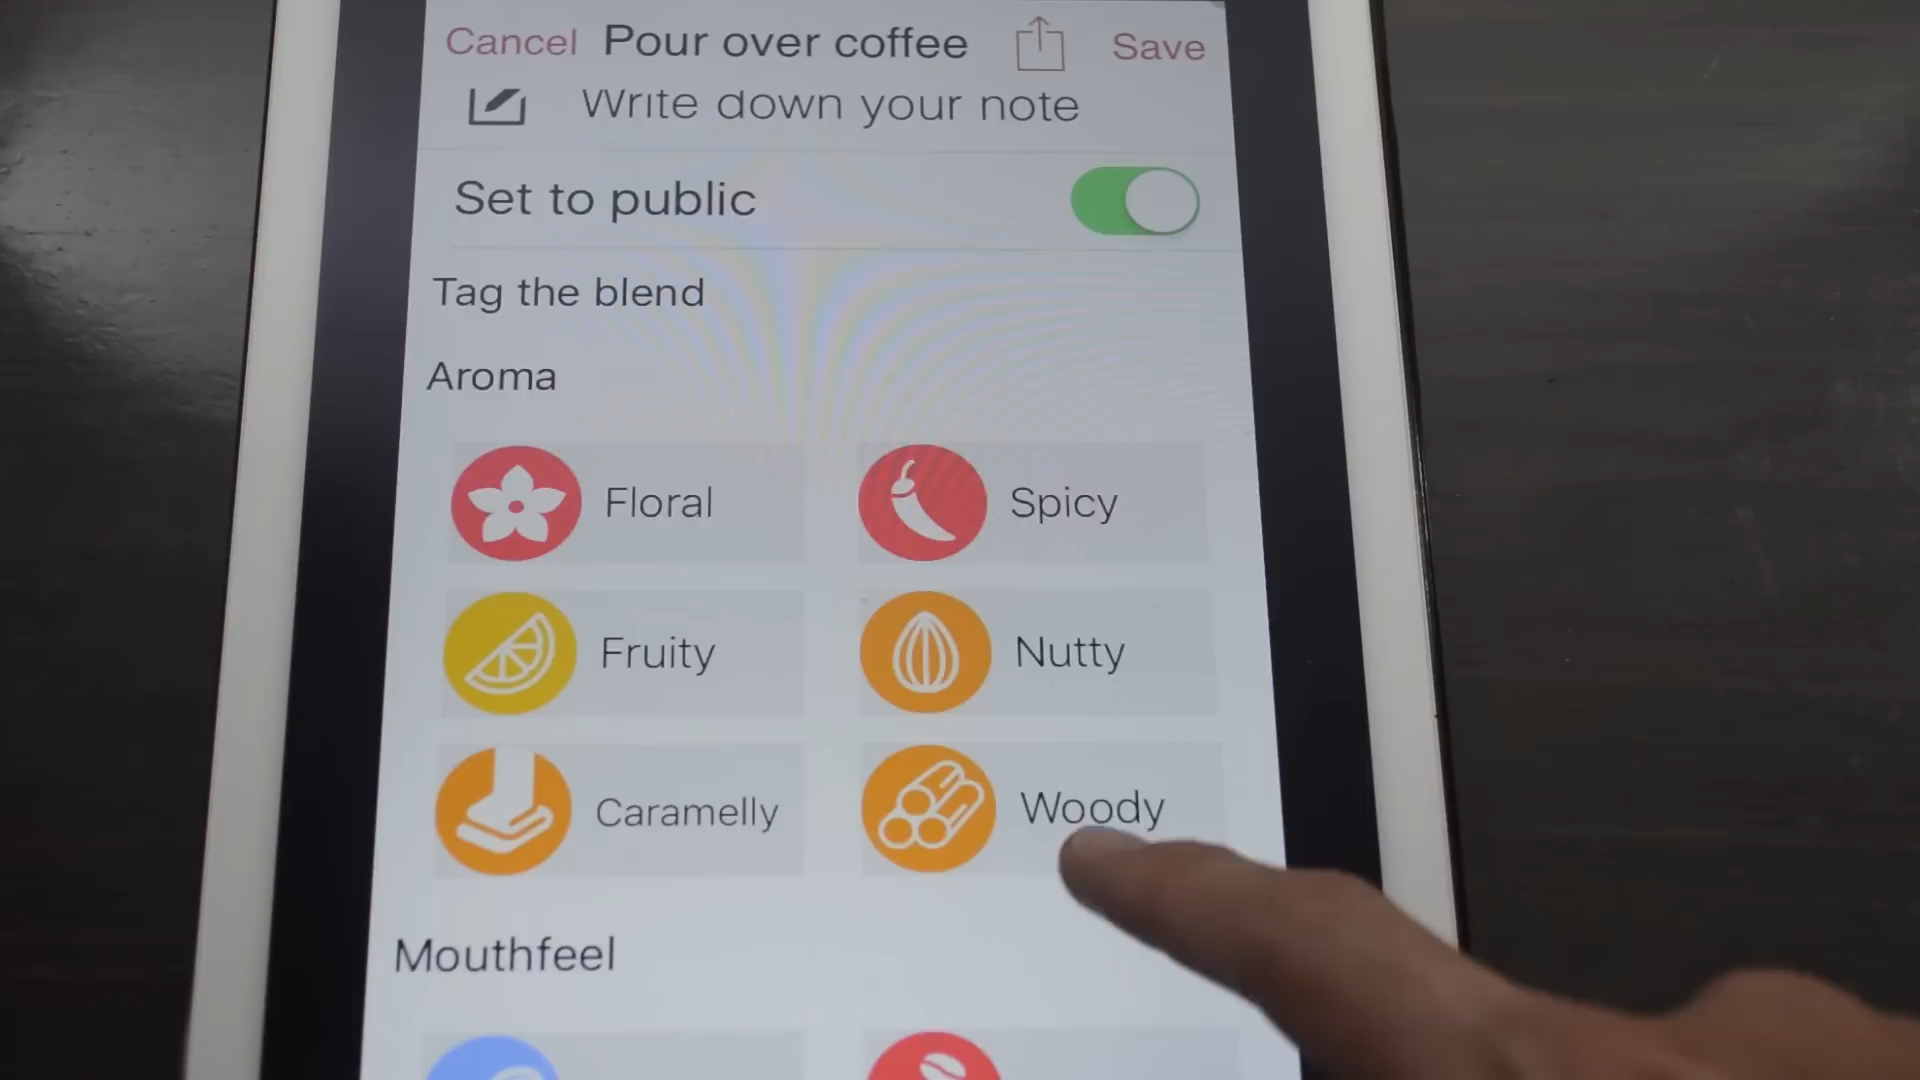 Cancel Pour over coffee Save
Write down your note
Set to public
Tag the blend
Aroma
Floral Spicy
Fruity Nutty
Caramelly Woody
Mouthfeel